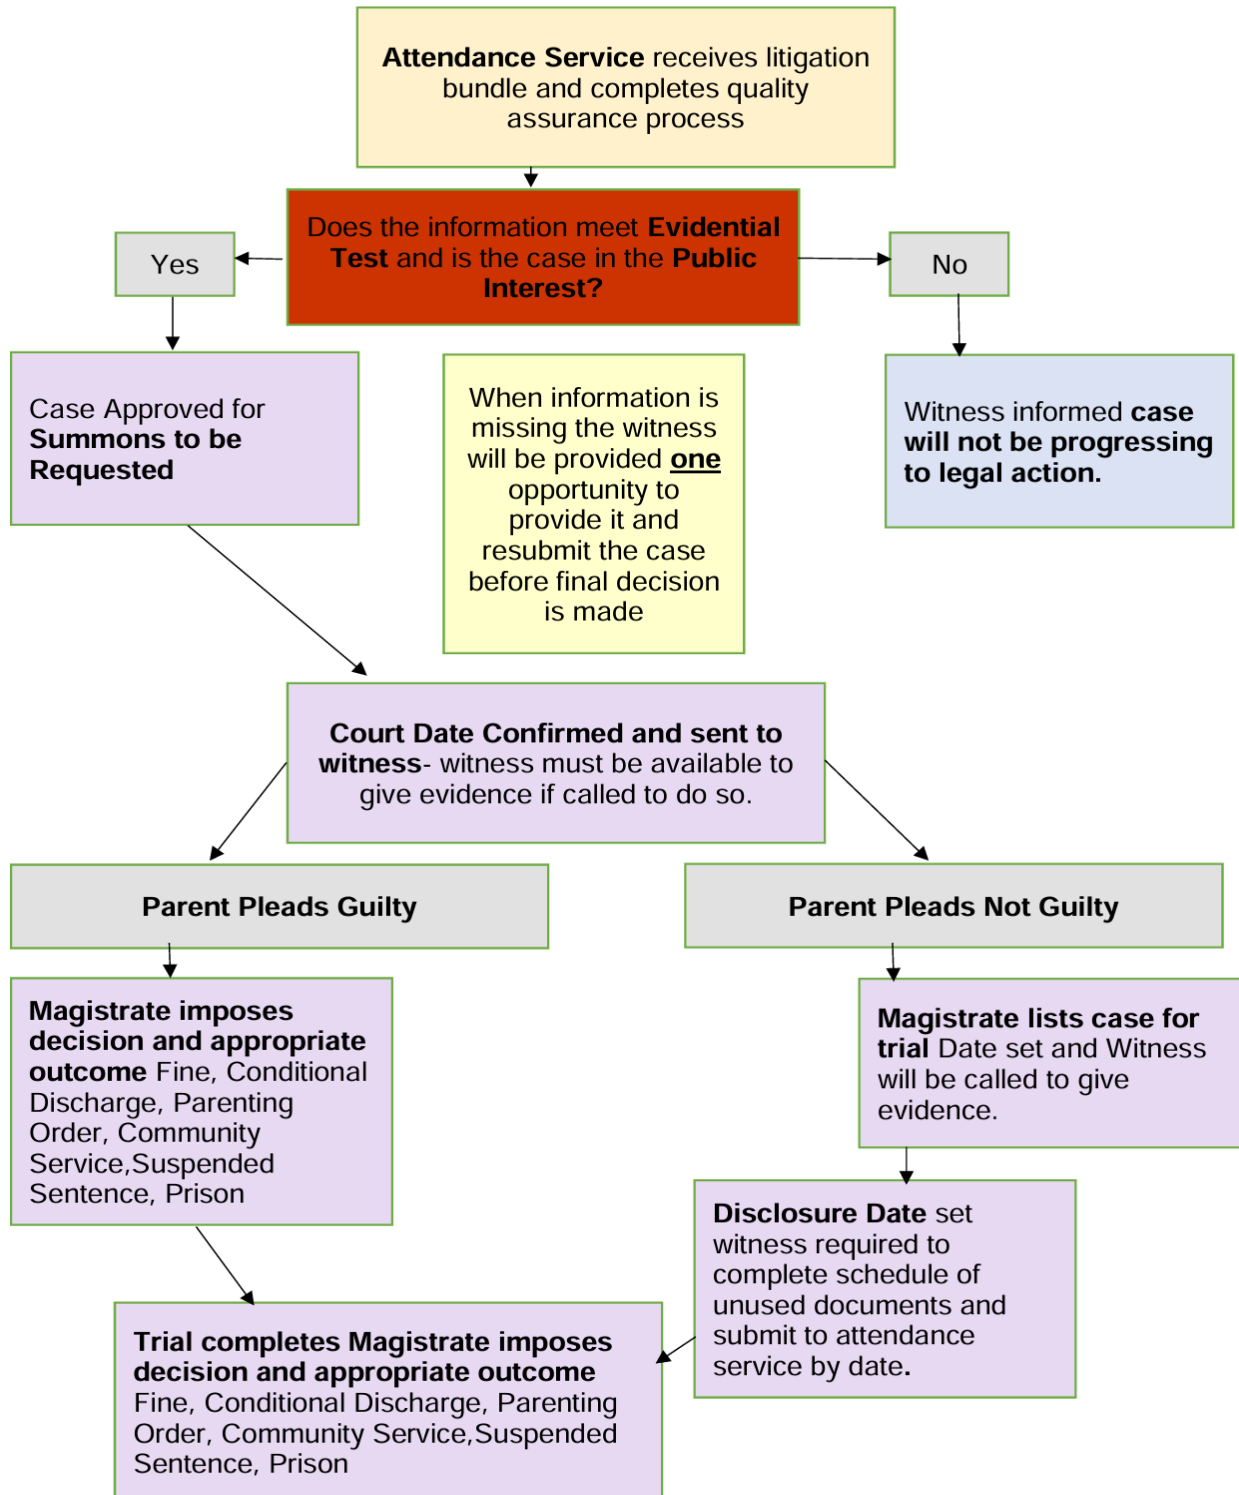 Attendance Service receives litigation
bundle and completes quality
assurance process
Does the information meet Evidential
Test and is the case in the Public
Interest?
Yes
No
Case Approved for
Summons to be
Requested
When information is
missing the witness
will be provided one
opportunity to
provide it and
resubmit the case
before final decision
is made
Witness informed case
will not be progressing
to legal action.
Court Date Confirmed and sent to
witness- witness must be available to
give evidence if called to do so.
Parent Pleads Guilty
Parent Pleads Not Guilty
Magistrate imposes
decision and appropriate
outcome Fine, Conditional
Discharge, Parenting
Order, Community
Service,Suspended
Sentence, Prison
Magistrate lists case for
trial Date set and Witness
will be called to give
evidence.
Disclosure Date set
witness required to
complete schedule of
unused documents and
submit to attendance
service by date.
Trial completes Magistrate imposes
decision and appropriate outcome
Fine, Conditional Discharge, Parenting
Order, Community Service,Suspended
Sentence, Prison